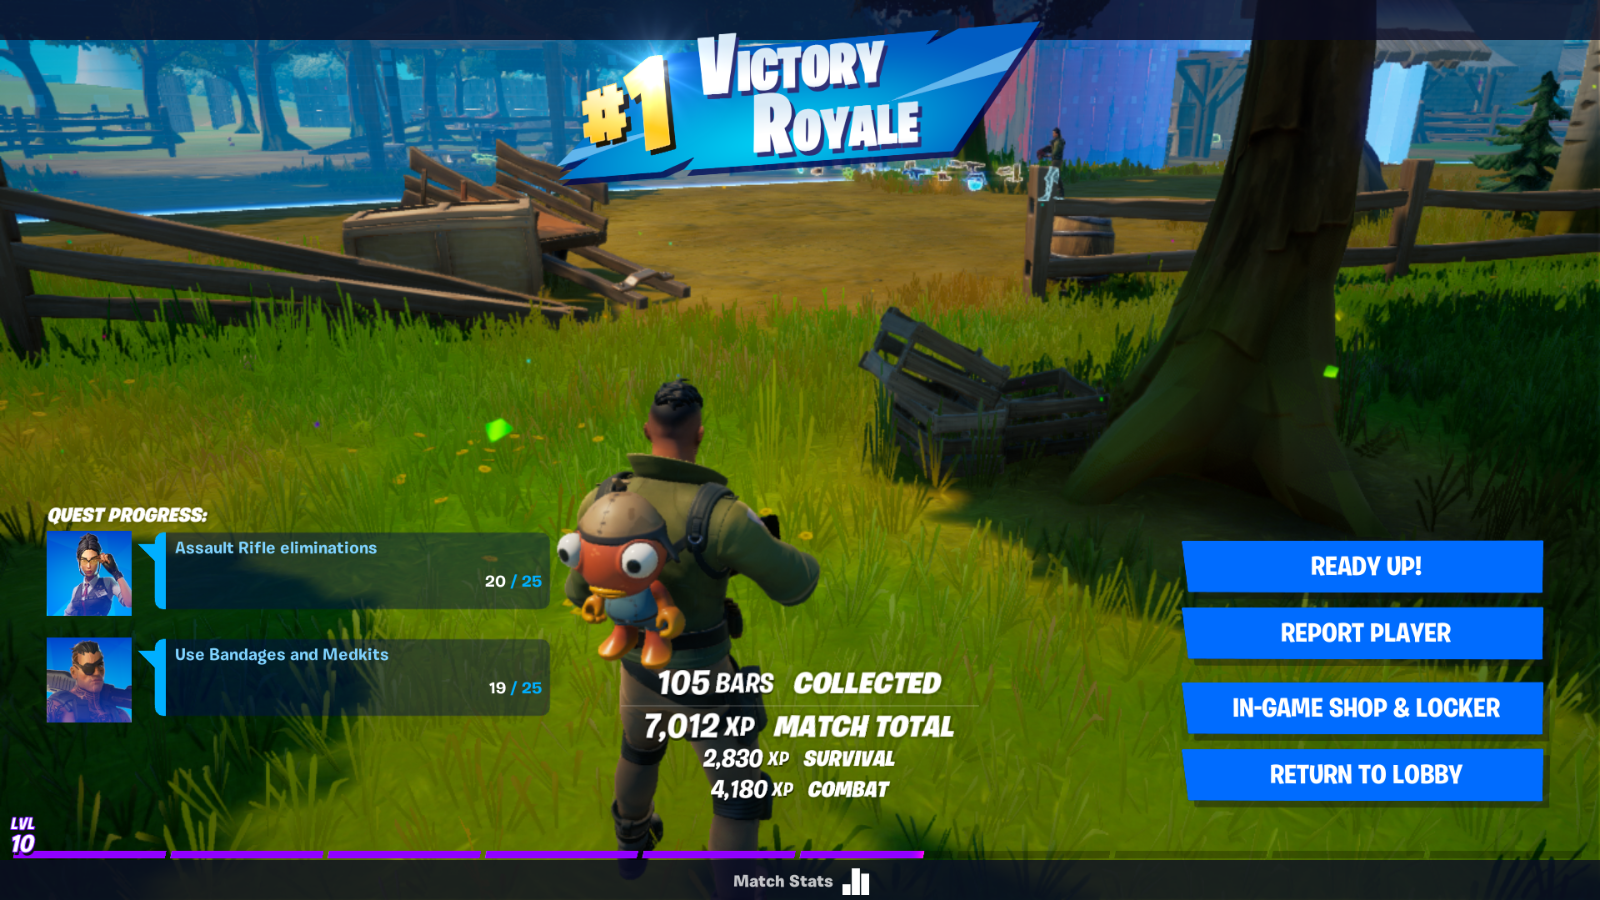 #1 VICTORY
ROYALE
QUEST PROGRESS:
Assault Rifle eliminations
20 / 25
Use Bandages and Medkits
19 / 25
105 BARS COLLECTED
7,012 XP MATCH TOTAL
2,830 XP SURVIVAL
4,180 XP COMBAT
READY UP!
REPORT PLAYER
IN-GAME SHOP & LOCKER
RETURN TO LOBBY
LVL
10
Match Stats